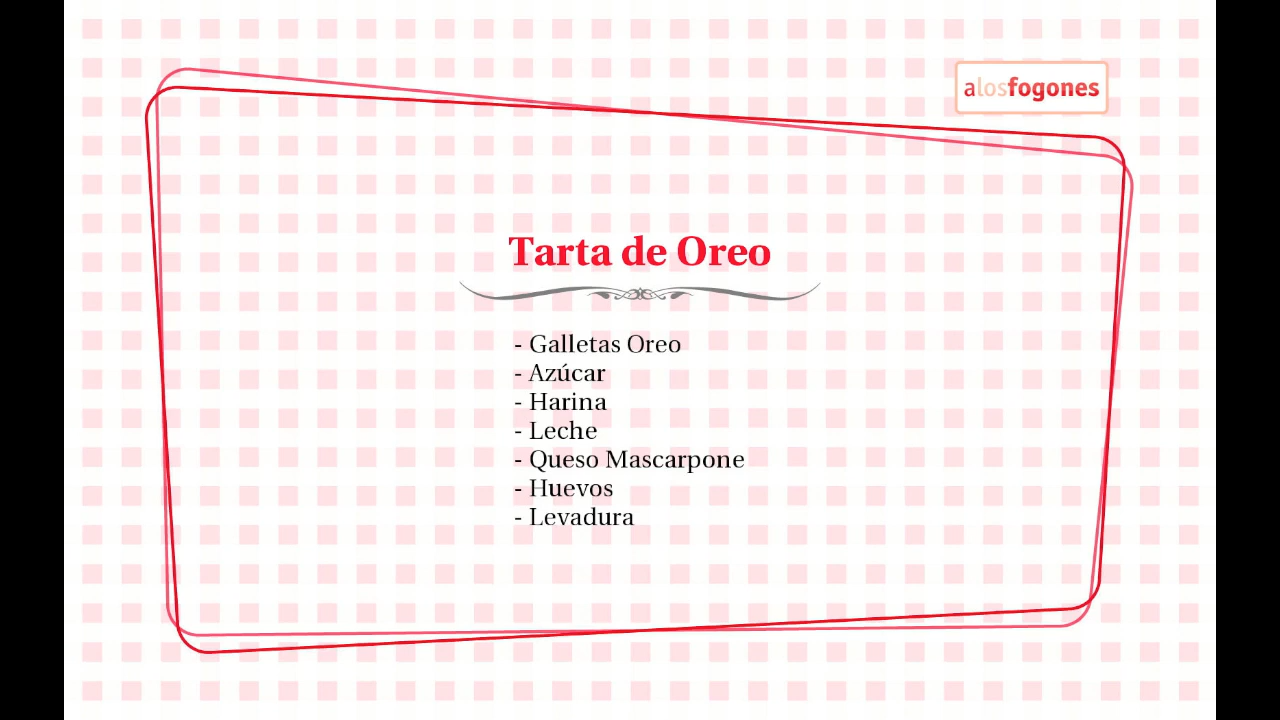 alosfogones
Tarta de Oreo
- Galletas Oreo
- Azúcar
- Harina
- Leche
- Queso Mascarpone
- Huevos
- Levadura